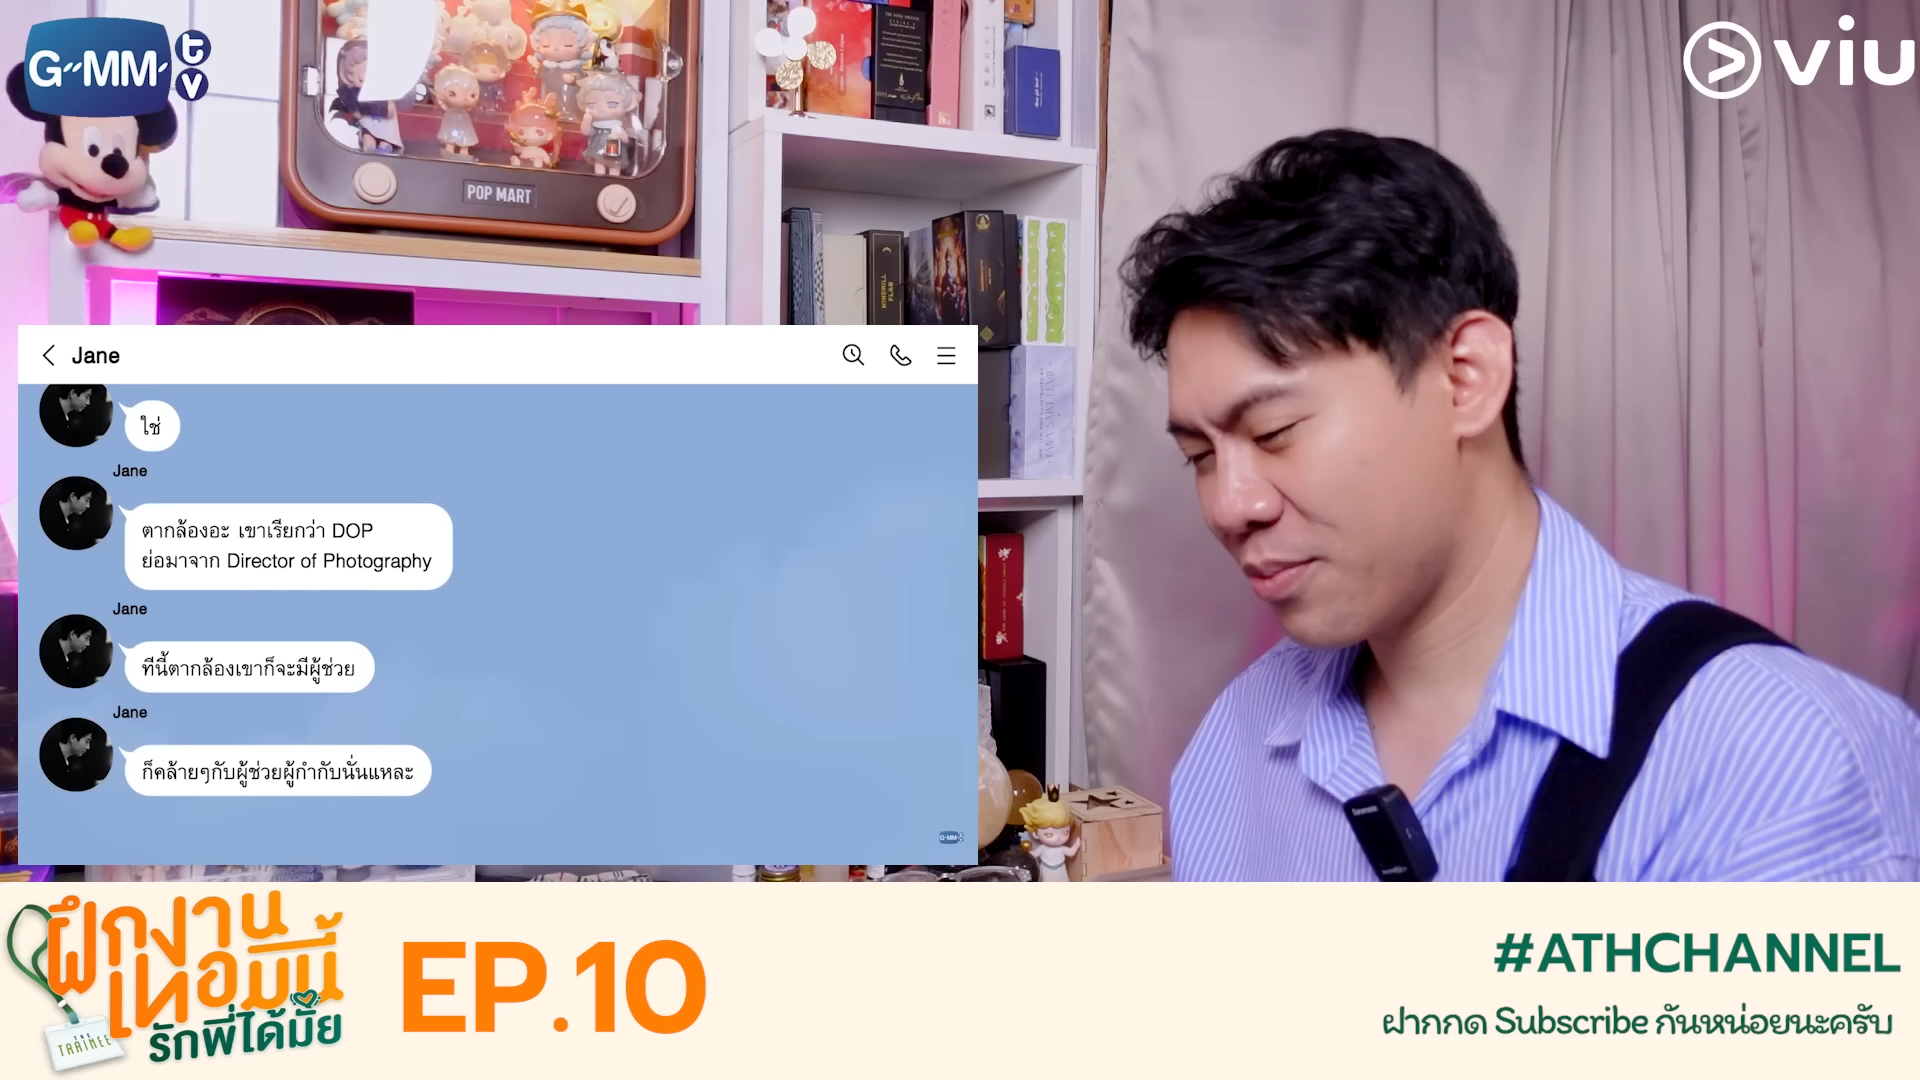 GMM
tv
viu
POP MART
WINDMILL FLAG
Jane
ใช่
Jane
ตากล้องอะ เขาเรียกว่า DOP
ย่อมาจาก Director of Photography
Jane
ทีนี้ตากล้องเขาก็จะมีผู้ช่วย
Jane
ก็คล้ายๆกับผู้ช่วยผู้กำกับนั่นแหละ
ฝึกงาน
เทอมนี้
รักพี่ได้มั้ย
THE
TRAINEE
EP.10
#ATHCHANNEL
ฝากกด Subscribe กันหน่อยนะครับ